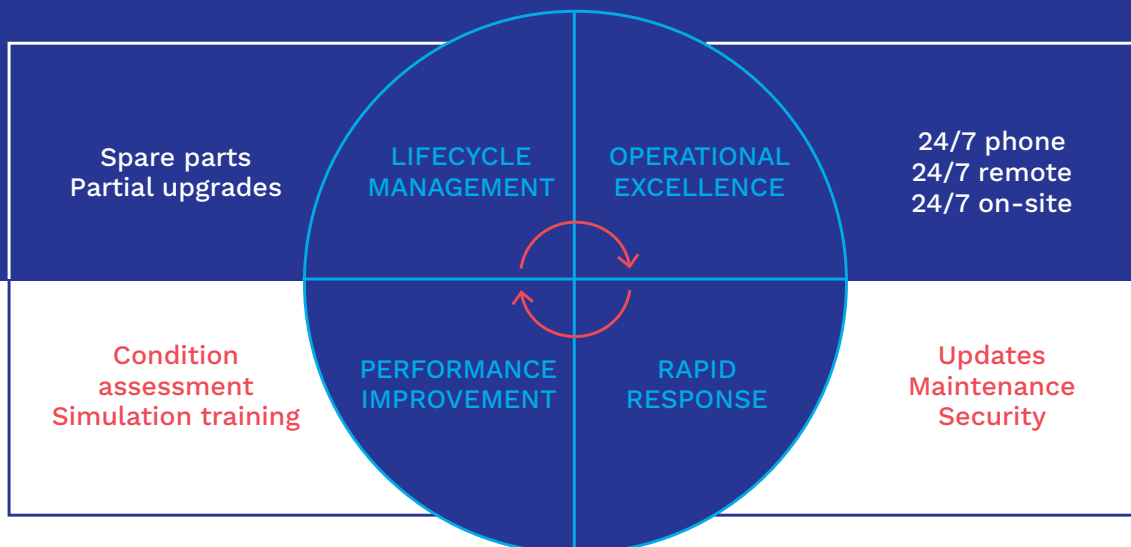 Spare parts
Partial upgrades
LIFECYCLE
MANAGEMENT
OPERATIONAL
EXCELLENCE
24/7 phone
24/7 remote
24/7 on-site
Condition
assessment
Simulation training
PERFORMANCE
IMPROVEMENT
RAPID
RESPONSE
Updates
Maintenance
Security